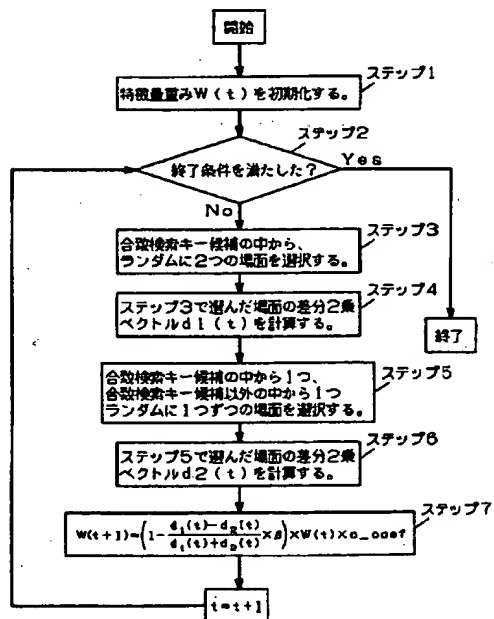 開始
ステップ1
特徴量重みW(t)を初期化する。
ステップ2
終了条件を満たした?
Yes
No
ステップ3
合致検索キー候補の中から、
ランダムに2つの場面を選択する。
ステップ4
ステップ3で選んだ場面の差分2乗
ベクトルd1(t)を計算する。
終了
ステップ5
合致検索キー候補の中から1つ、
合致検索キー候補以外の中から1つ
ランダムに1つずつの場面を選択する。
ステップ6
ステップ5で選んだ場面の差分2乗
ベクトルd2(t)を計算する。
ステップ7
W(t+1)=(1-d₁(t)-d₂(t)/d₁(t)+d₂(t)×β)×W(t)×c_coef
t=t+1